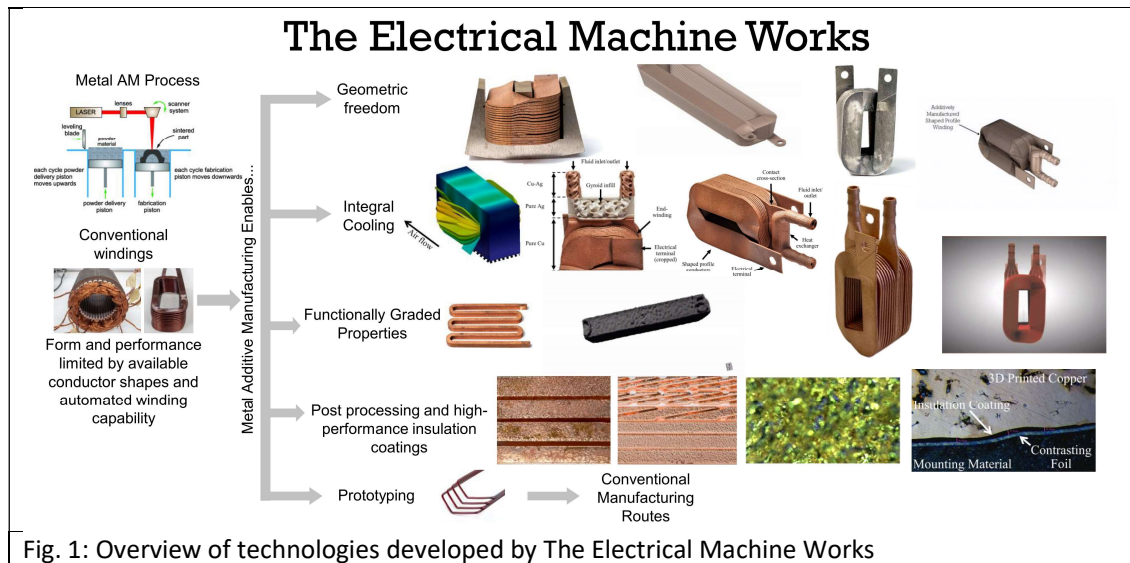 The Electrical Machine Works
Metal AM Process
LASER
lenses
scanner
system
leveling
blade
powder
material
sintered
part
each cycle powder
delivery piston
moves upwards
each cycle fabrication
piston moves downwards
powder delivery
piston
fabrication
piston
Conventional
windings
Form and performance
limited by available
conductor shapes and
automated winding
capability
Metal Additive Manufacturing Enables...
Geometric
freedom
Additively
Manufactured
Shaped Profile
Winding
Integral
Cooling
Air flow
Fluid inlet/outlet
Cu-Ag
Pure Ag
Pure Cu
Gyroid infill
End-
winding
Electrical
terminal
(cropped)
Contact
cross-section
Fluid inlet/
outlet
Heat
exchanger
Shaped profile
conductors
Electrical
terminal
Functionally Graded
Properties
Post processing and high-
performance insulation
coatings
3D Printed Copper
Insulation Coating
Contrasting
Foil
Mounting Material
Prototyping
Conventional
Manufacturing
Routes
Fig. 1: Overview of technologies developed by The Electrical Machine Works